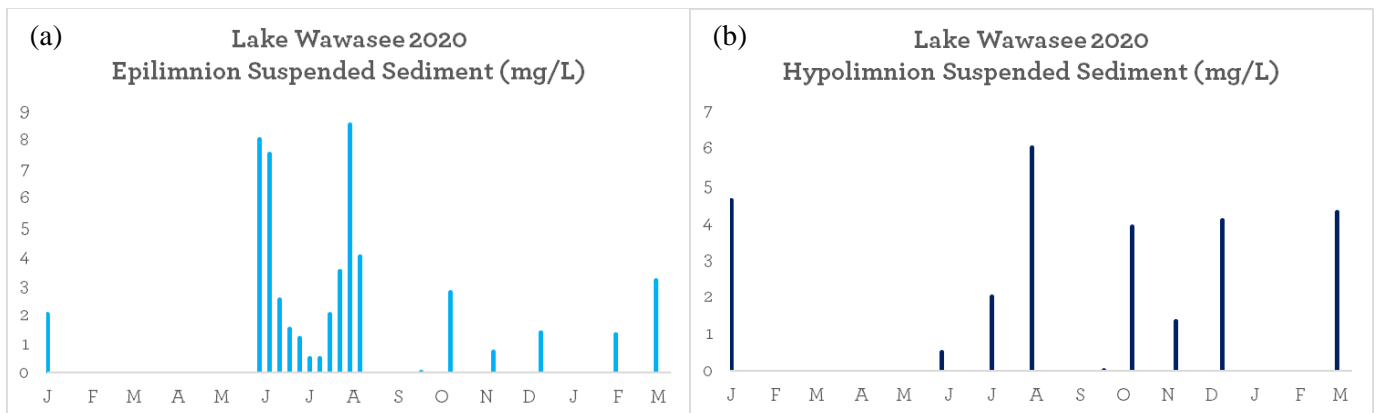 (a)
Lake Wawasee 2020
Epilimnion Suspended Sediment (mg/L)
9
8
7
6
5
4
3
2
1
0
J F M A M J J A S O N D J F M
(b)
Lake Wawasee 2020
Hypolimnion Suspended Sediment (mg/L)
7
6
5
4
3
2
1
0
J F M A M J J A S O N D J F M